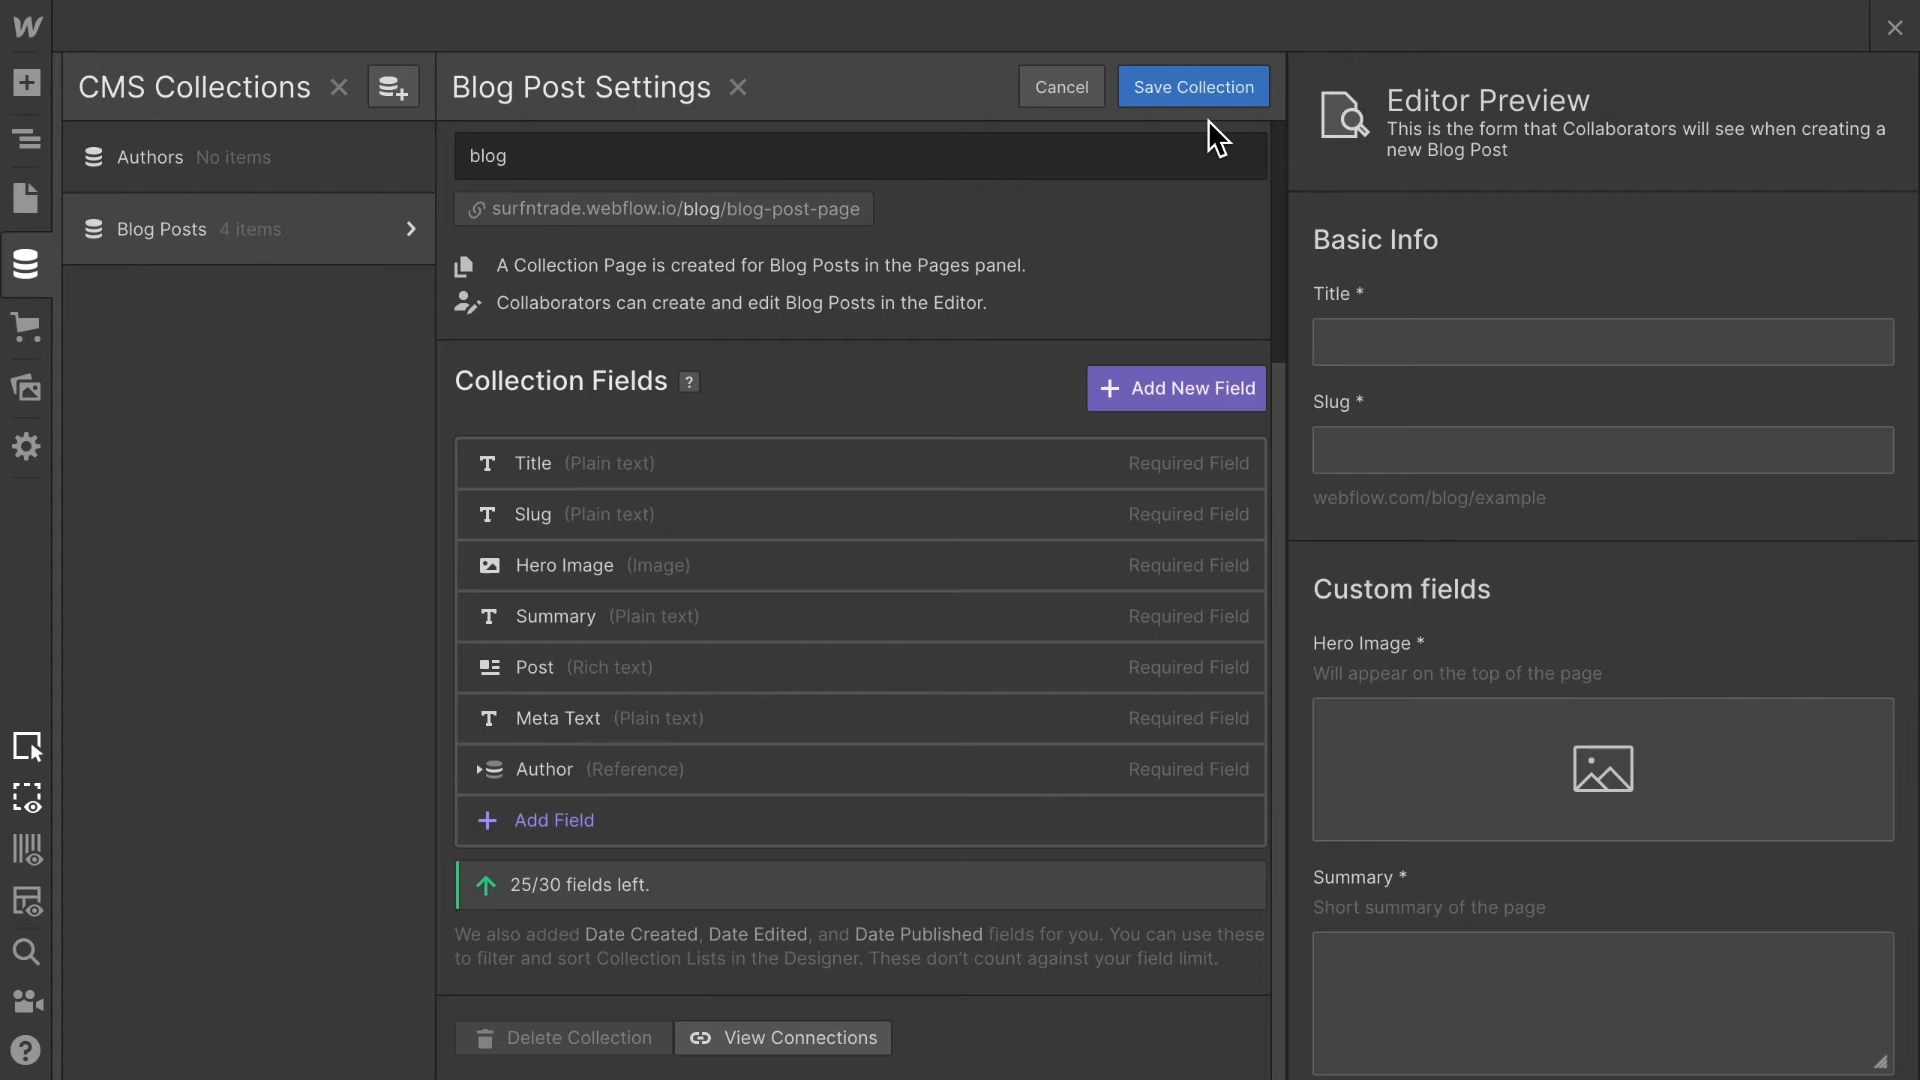 CMS Collections
Authors No items
Blog Posts 4 items
Blog Post Settings
Cancel
Save Collection
blog
surfntrade.webflow.io/blog/blog-post-page
A Collection Page is created for Blog Posts in the Pages panel.
Collaborators can create and edit Blog Posts in the Editor.
Collection Fields ?
Add New Field
Title (Plain text) Required Field
Slug (Plain text) Required Field
Hero Image (Image) Required Field
Summary (Plain text) Required Field
Post (Rich text) Required Field
Meta Text (Plain text) Required Field
Author (Reference) Required Field
Add Field
25/30 fields left.
We also added Date Created, Date Edited, and Date Published fields for you. You can use these
to filter and sort Collection Lists in the Designer. These don't count against your field limit.
Delete Collection
View Connections
Editor Preview
This is the form that Collaborators will see when creating a
new Blog Post
Basic Info
Title *
Slug *
webflow.com/blog/example
Custom fields
Hero Image *
Will appear on the top of the page
Summary *
Short summary of the page